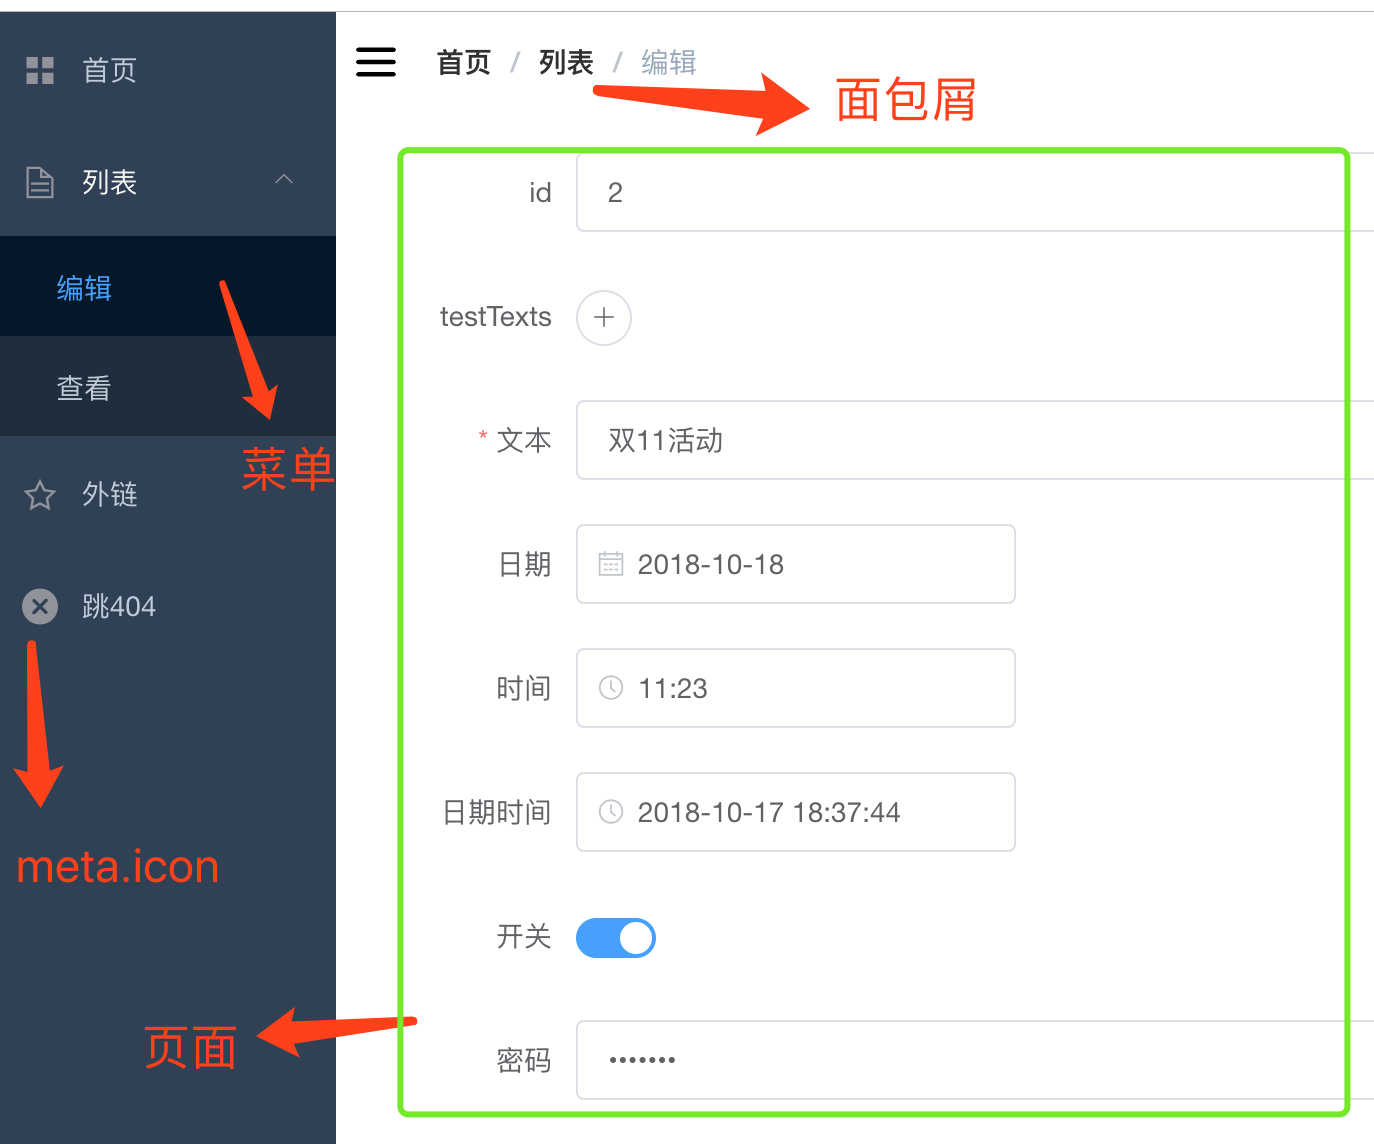 首页
列表
编辑
查看
菜单
外链
跳404
meta.icon
页面
首页 / 列表 / 编辑
面包屑
id 2
testTexts
* 文本 双11活动
日期 2018-10-18
时间 11:23
日期时间 2018-10-17 18:37:44
开关
密码 •••••••